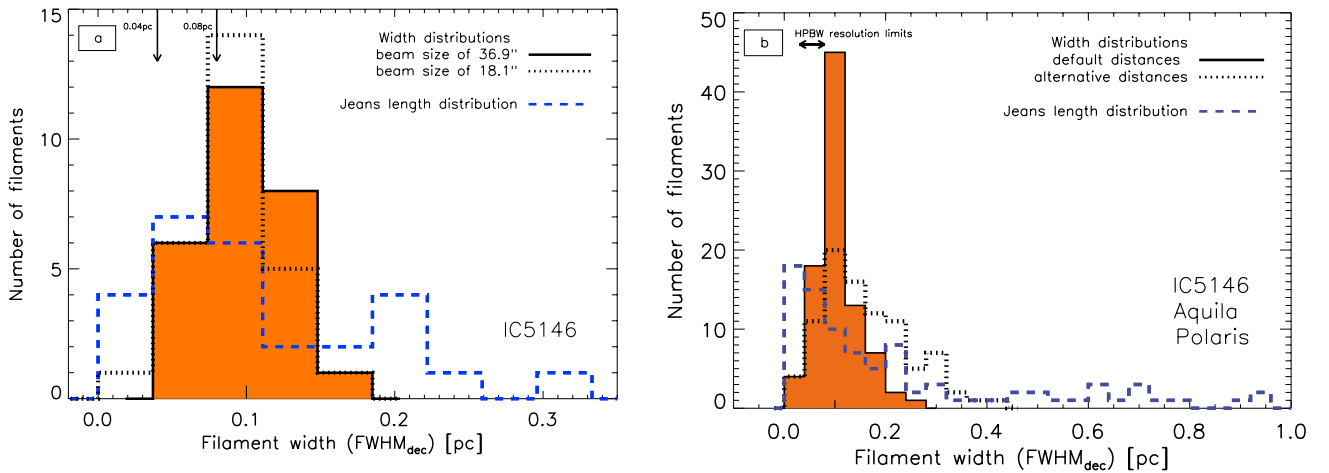 a
0.04pc
0.08pc
Width distributions
beam size of 36.9"
beam size of 18.1"
Jeans length distribution
IC5146
15
10
5
0
0.0
0.1
0.2
0.3
Number of filaments
Filament width (FWHMdec) [pc]
b
HPBW resolution limits
Width distributions
default distances
alternative distances
Jeans length distribution
IC5146
Aquila
Polaris
50
40
30
20
10
0
0.0
0.2
0.4
0.6
0.8
1.0
Number of filaments
Filament width (FWHMdec) [pc]